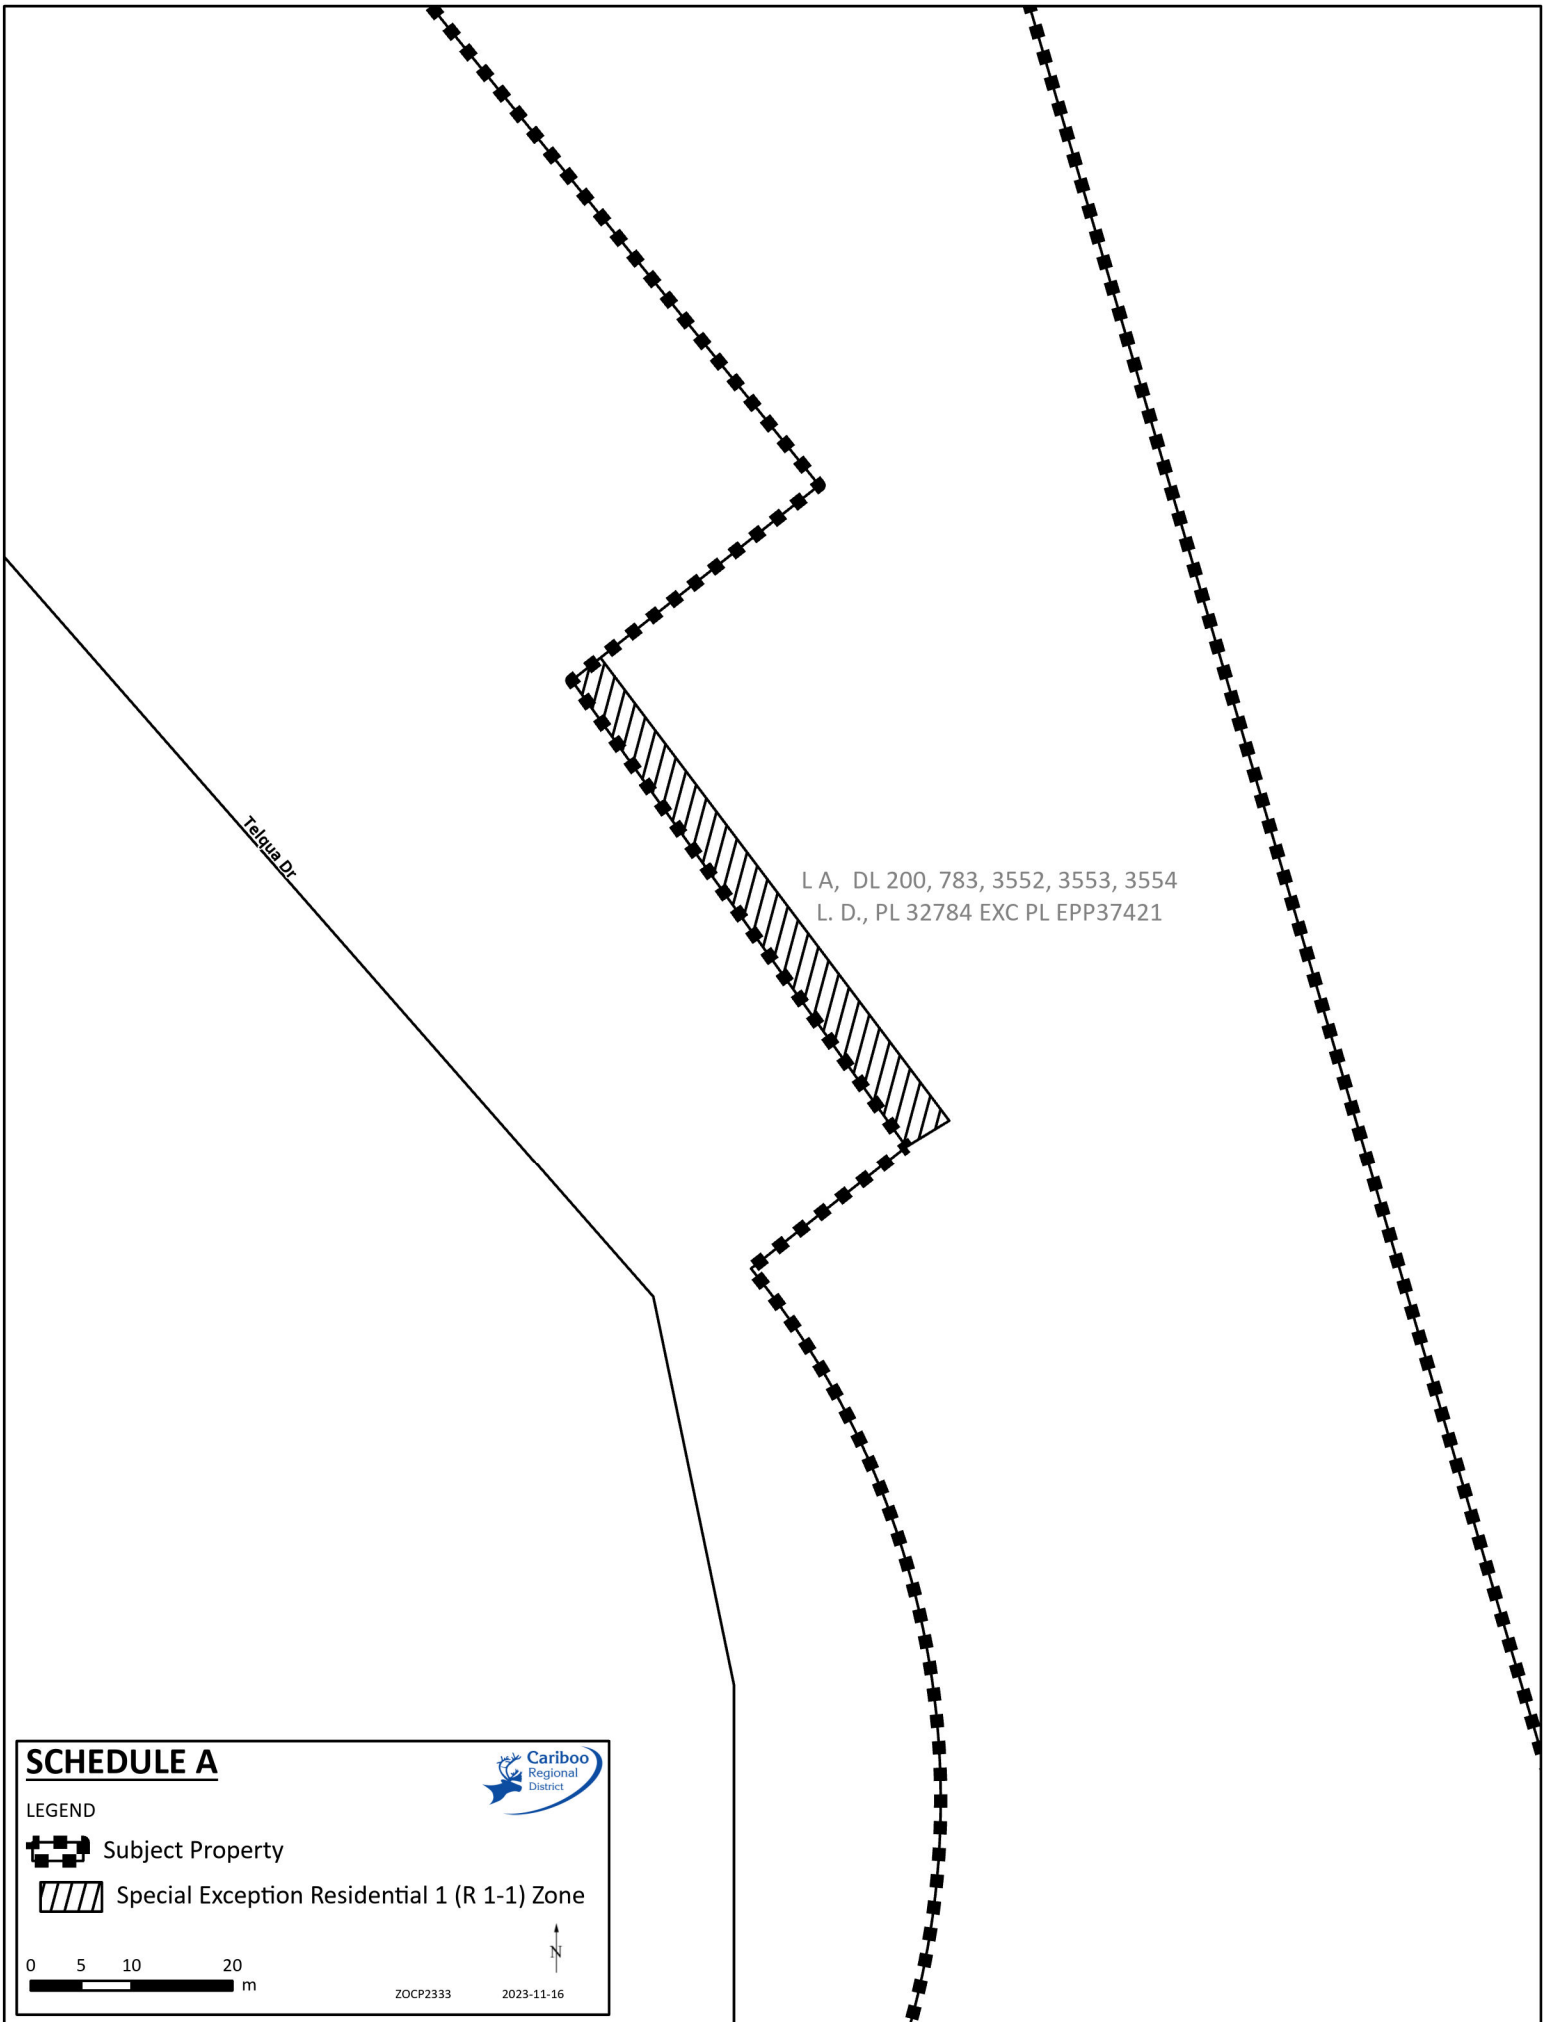 Telqua Dr
L A, DL 200, 783, 3552, 3553, 3554
L. D., PL 32784 EXC PL EPP37421
SCHEDULE A
Cariboo
Regional
District
LEGEND
Subject Property
Special Exception Residential 1 (R 1-1) Zone
N
0 5 10 20
m
ZOCP2333 2023-11-16